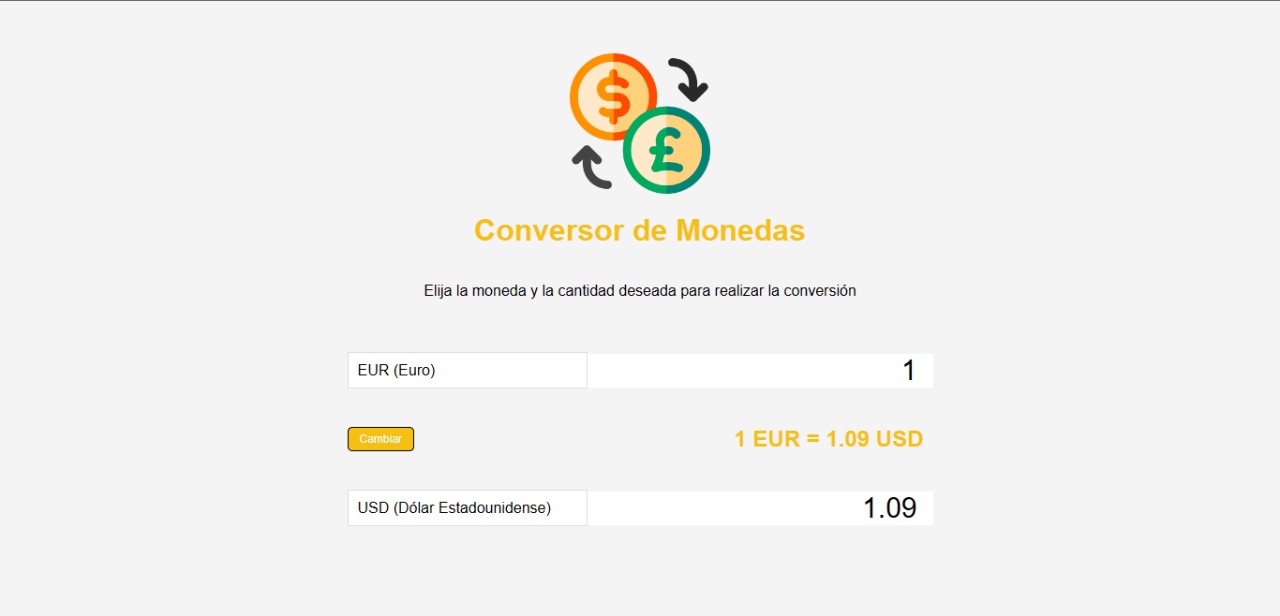 $
£
Conversor de Monedas
Elija la moneda y la cantidad deseada para realizar la conversión
EUR (Euro) 1
Cambiar 1 EUR = 1.09 USD
USD (Dólar Estadounidense) 1.09